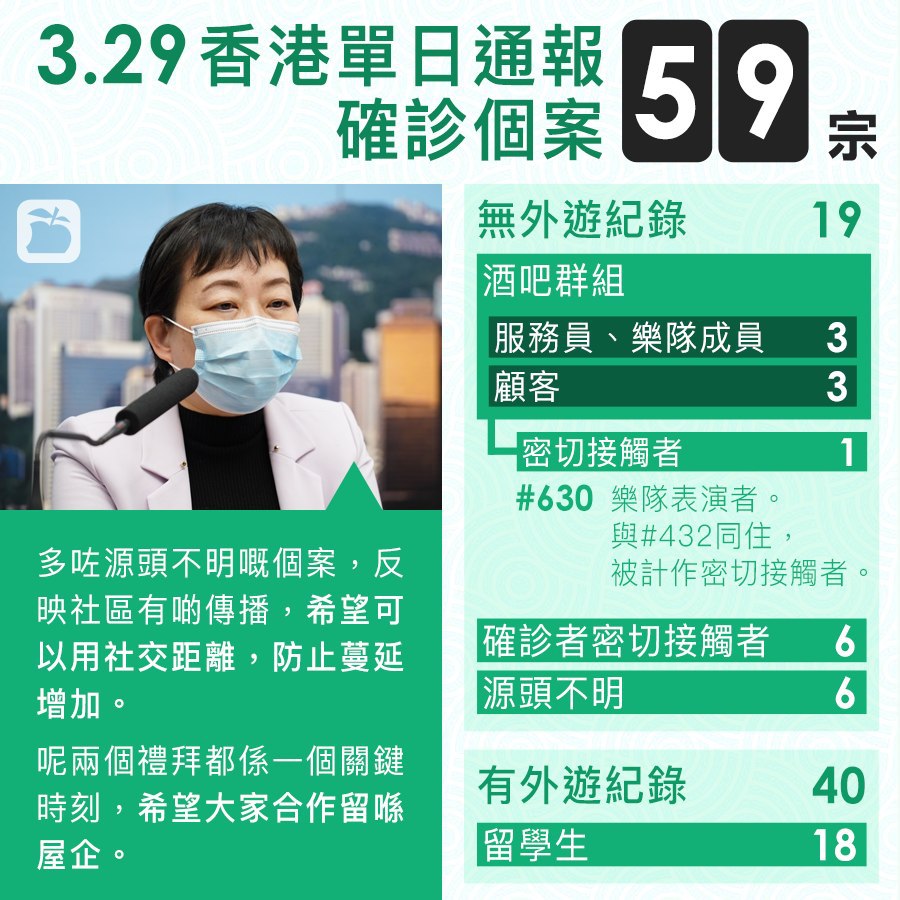 3.29香港單日通報
確診個案
59
宗
多咗源頭不明嘅個案，反
映社區有啲傳播，希望可
以用社交距離，防止蔓延
增加。
呢兩個禮拜都係一個關鍵
時刻，希望大家合作留喺
屋企。
無外遊紀錄 19
酒吧群組
服務員、樂隊成員 3
顧客 3
密切接觸者 1
#630 樂隊表演者。
與#432同住，
被計作密切接觸者。
確診者密切接觸者 6
源頭不明 6
有外遊紀錄 40
留學生 18